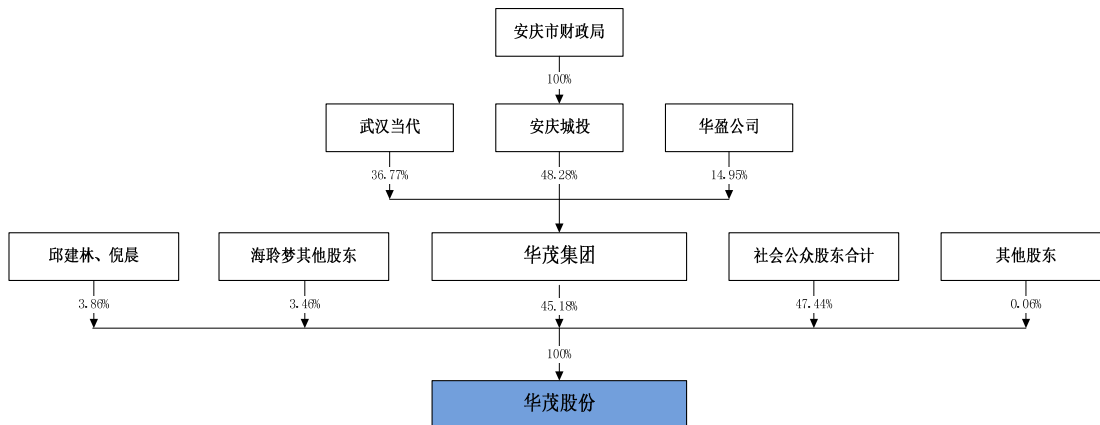 安庆市财政局
100%
武汉当代
安庆城投
华盈公司
36.77%
48.28%
14.95%
邱建林、倪晨
海聆梦其他股东
华茂集团
社会公众股东合计
其他股东
3.86%
3.46%
45.18%
47.44%
0.06%
100%
华茂股份